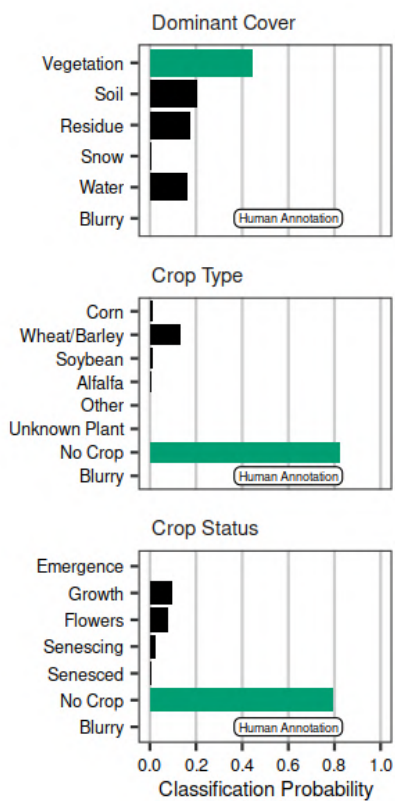 Dominant Cover
Vegetation
Soil
Residue
Snow
Water
Blurry
Human Annotation
Crop Type
Corn
Wheat/Barley
Soybean
Alfalfa
Other
Unknown Plant
No Crop
Blurry
Human Annotation
Crop Status
Emergence
Growth
Flowers
Senescing
Senesced
No Crop
Blurry
Human Annotation
0.0 0.2 0.4 0.6 0.8 1.0
Classification Probability